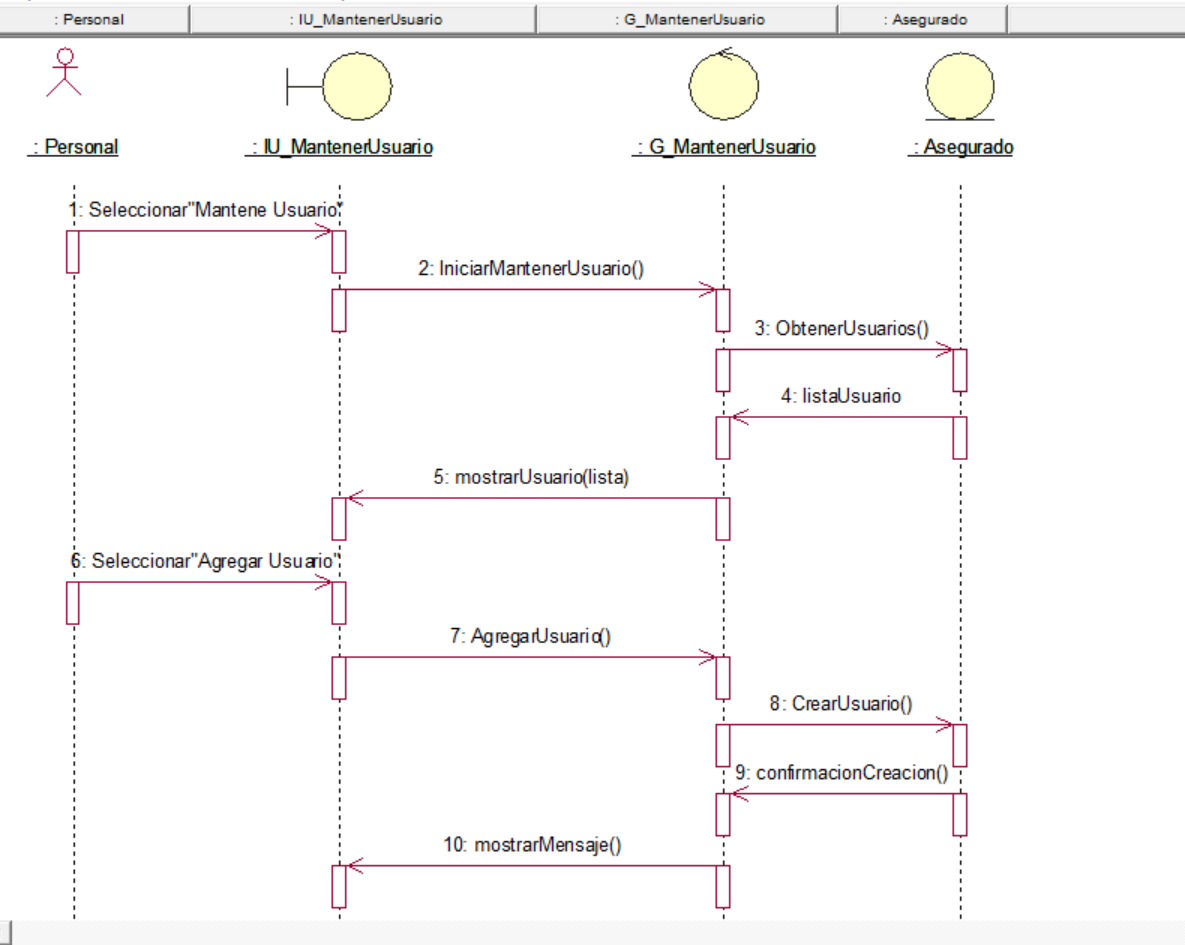 : Personal
: IU_MantenerUsuario
: G_MantenerUsuario
: Asegurado
: Personal
: IU_MantenerUsuario
: G_MantenerUsuario
: Asegurado
1: Seleccionar"Mantene Usuario"
2: IniciarMantenerUsuario()
3: ObtenerUsuarios()
4: listaUsuario
5: mostrarUsuario(lista)
6: Seleccionar"Agregar Usuario"
7: AgregarUsuario()
8: CrearUsuario()
9: confirmacionCreacion()
10: mostrarMensaje()